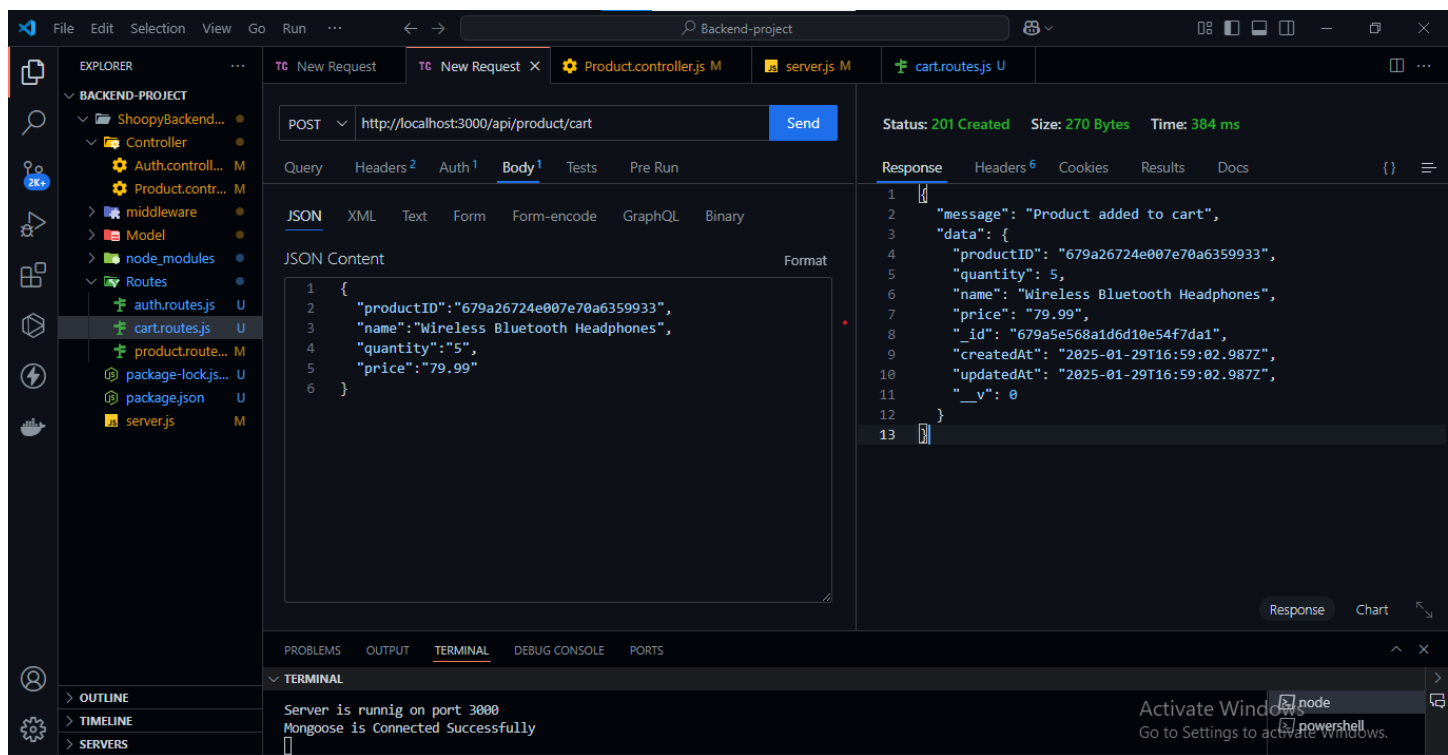 File Edit Selection View Go Run ··· Backend-project
EXPLORER ···
BACKEND-PROJECT
ShoopyBackend...
Controller
Auth.controll... M
Product.contr... M
middleware
Model
node_modules
Routes
auth.routes.js U
cart.routes.js U
product.route... M
package-lock.js... U
package.json U
server.js M
OUTLINE
TIMELINE
SERVERS
2K+
TC New Request TC New Request Product.controller.js M JS server.js M cart.routes.js U ···
POST http://localhost:3000/api/product/cart Send
Query Headers 2 Auth 1 Body 1 Tests Pre Run
JSON XML Text Form Form-encode GraphQL Binary
JSON Content Format
1 {
2 "productID":"679a26724e007e70a6359933",
3 "name":"Wireless Bluetooth Headphones",
4 "quantity":"5",
5 "price":"79.99"
6 }
Status: 201 Created Size: 270 Bytes Time: 384 ms
Response Headers 6 Cookies Results Docs {}
1 {
2 "message": "Product added to cart",
3 "data": {
4 "productID": "679a26724e007e70a6359933",
5 "quantity": 5,
6 "name": "Wireless Bluetooth Headphones",
7 "price": "79.99",
8 "_id": "679a5e568a1d6d10e54f7da1",
9 "createdAt": "2025-01-29T16:59:02.987Z",
10 "updatedAt": "2025-01-29T16:59:02.987Z",
11 "__v": 0
12 }
13 }
Response Chart
PROBLEMS OUTPUT TERMINAL DEBUG CONSOLE PORTS
TERMINAL
Server is runnig on port 3000
Mongoose is Connected Successfully
node
powershell
Activate Windows
Go to Settings to activate Windows.